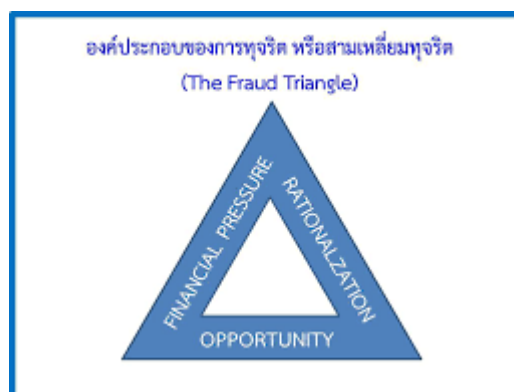 องค์ประกอบของการทุจริต หรือสามเหลี่ยมทุจริต
(The Fraud Triangle)
FINANCIAL PRESSURE
RATIONALZATION
OPPORTUNITY